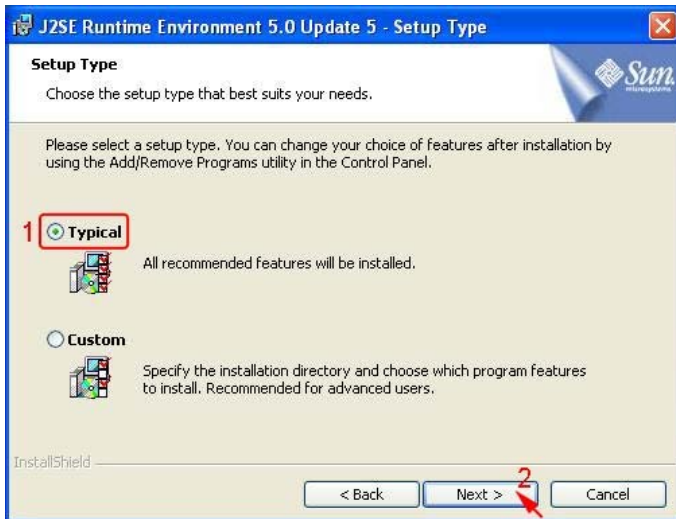 J2SE Runtime Environment 5.0 Update 5 - Setup Type
Setup Type
Choose the setup type that best suits your needs.
Sun
microsystems
Please select a setup type. You can change your choice of features after installation by
using the Add/Remove Programs utility in the Control Panel.
1 Typical
All recommended features will be installed.
Custom
Specify the installation directory and choose which program features
to install. Recommended for advanced users.
InstallShield
< Back Next > 2 Cancel